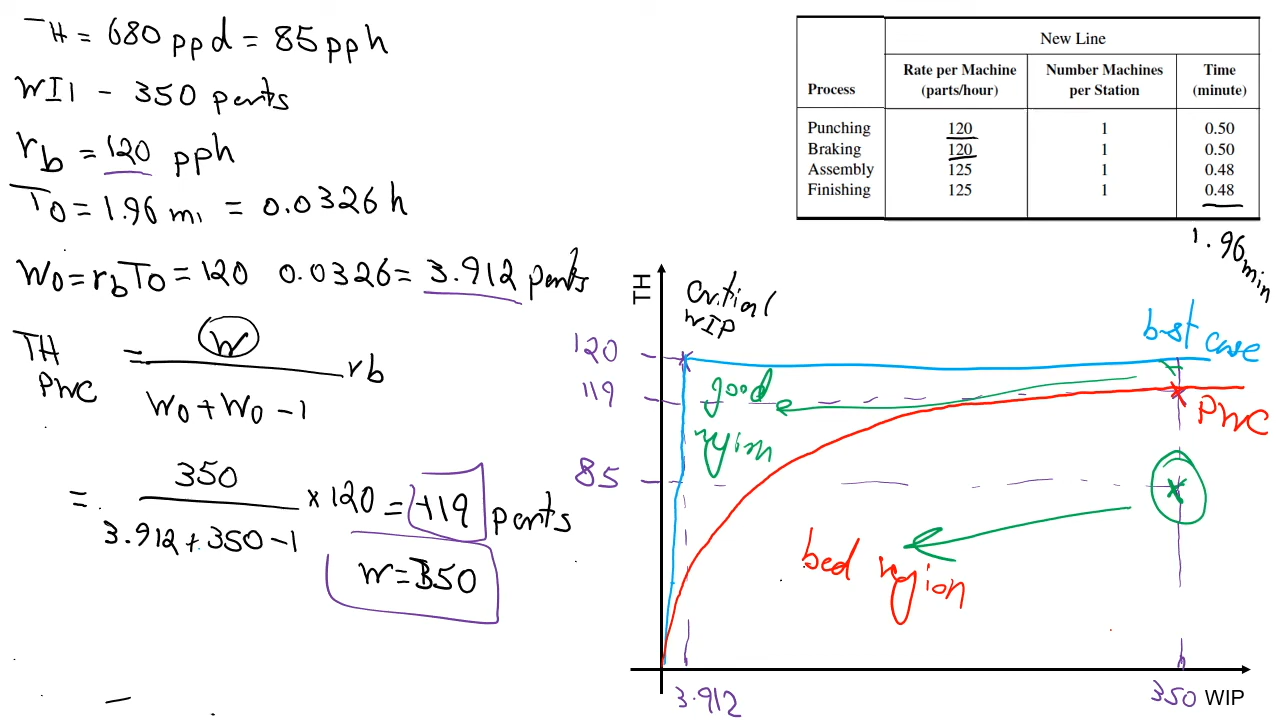 TH = 680 ppd = 85 pph
WI1 - 350 parts
rb = 120 pph
T0 = 1.96 mi = 0.0326 h
W0 = rbT0 = 120 0.0326 = 3.912 parts
TH PWC = W / W0 + W0 - 1 rb
= 350 / 3.912 + 350 - 1 × 120 = 119 parts
W = 350
New Line
Process Rate per Machine (parts/hour) Number Machines per Station Time (minute)
Punching 120 1 0.50
Braking 120 1 0.50
Assembly 125 1 0.48
Finishing 125 1 0.48
1.96 min
TH
critical
WIP
best case
120
119
good
region
PWC
85
bad region
3.912
350 WIP